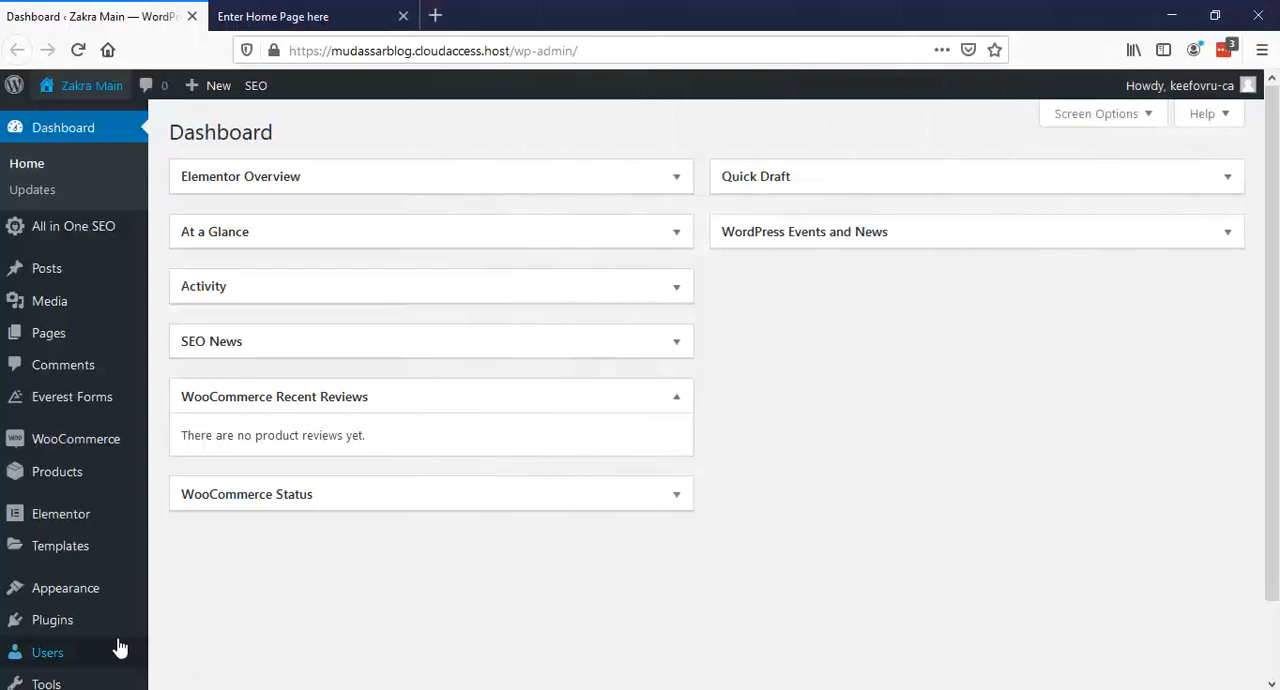 Dashboard ‹ Zakra Main — WordPr
Enter Home Page here
https://mudassarblog.cloudaccess.host/wp-admin/
3
Zakra Main
0
New
SEO
Howdy, keefovru-ca
Screen Options
Help
Dashboard
Home
Updates
All in One SEO
Posts
Media
Pages
Comments
Everest Forms
WooCommerce
Products
Elementor
Templates
Appearance
Plugins
Users
Tools
Dashboard
Elementor Overview
At a Glance
Activity
SEO News
WooCommerce Recent Reviews
There are no product reviews yet.
WooCommerce Status
Quick Draft
WordPress Events and News